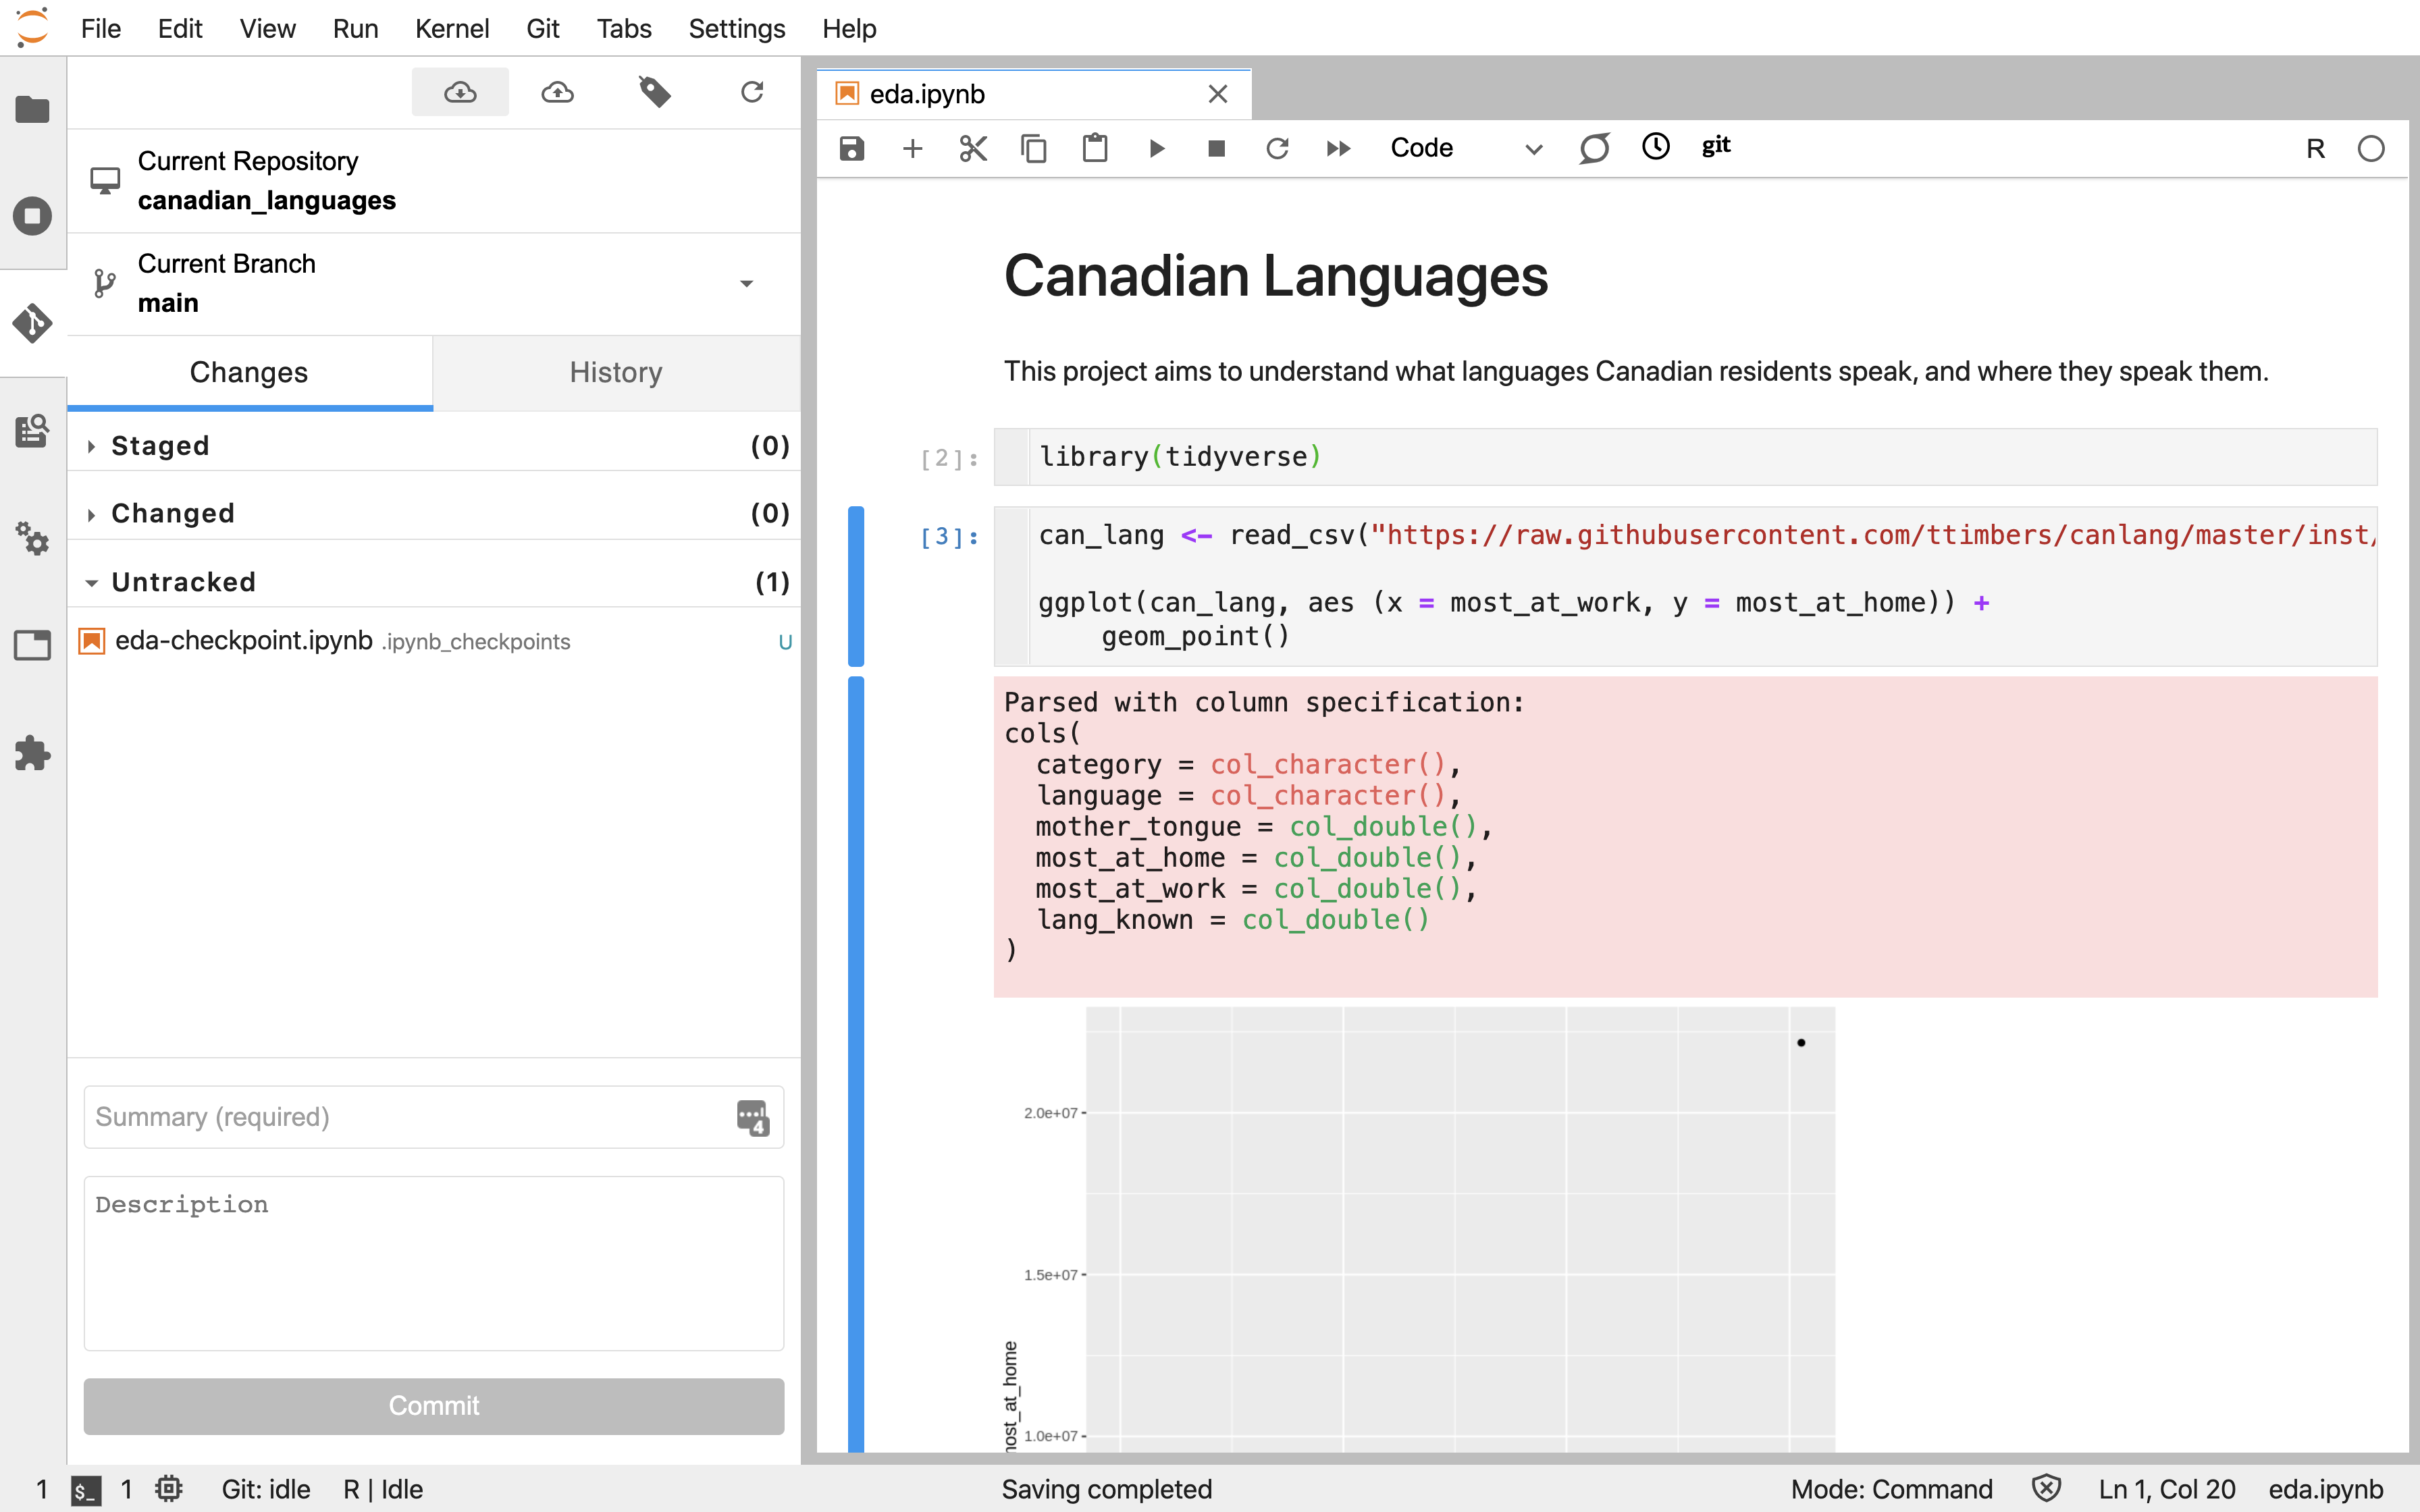 File Edit View Run Kernel Git Tabs Settings Help
Current Repository
canadian_languages
Current Branch
main
Changes History
Staged (0)
Changed (0)
Untracked (1)
eda-checkpoint.ipynb .ipynb_checkpoints U
Summary (required)
4
Description
Commit
eda.ipynb
Code git R
Canadian Languages
This project aims to understand what languages Canadian residents speak, and where they speak them.
[2]: library(tidyverse)
[3]: can_lang <- read_csv("https://raw.githubusercontent.com/ttimbers/canlang/master/inst/
ggplot(can_lang, aes (x = most_at_work, y = most_at_home)) +
geom_point()
Parsed with column specification:
cols(
category = col_character(),
language = col_character(),
mother_tongue = col_double(),
most_at_home = col_double(),
most_at_work = col_double(),
lang_known = col_double()
)
2.0e+07
1.5e+07
1.0e+07
most_at_home
1 $_ 1 Git: idle R | Idle Saving completed Mode: Command Ln 1, Col 20 eda.ipynb